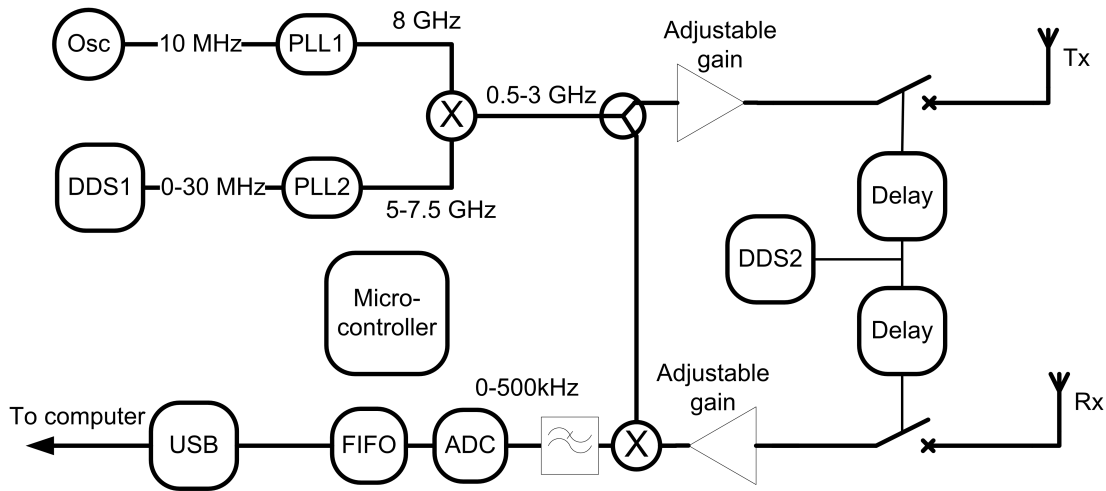 Osc
10 MHz
PLL1
8 GHz
X
0.5-3 GHz
Adjustable
gain
Tx
DDS1
0-30 MHz
PLL2
5-7.5 GHz
Delay
DDS2
Micro-
controller
Delay
To computer
USB
FIFO
ADC
0-500kHz
X
Adjustable
gain
Rx